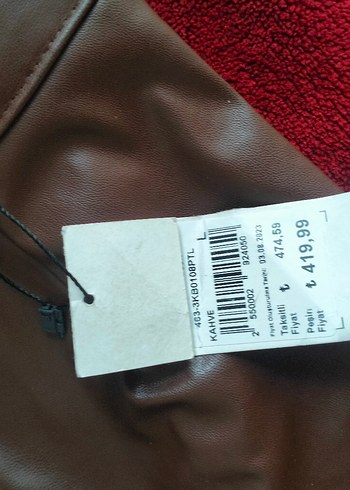 463-3KB0108PTL
KAHVE
2 550002 924050
Fiyat Oluşturulma Tarihi 03.08.2023
Taksitli Fiyat ₺ 474,59
Peşin Fiyat ₺ 419,99